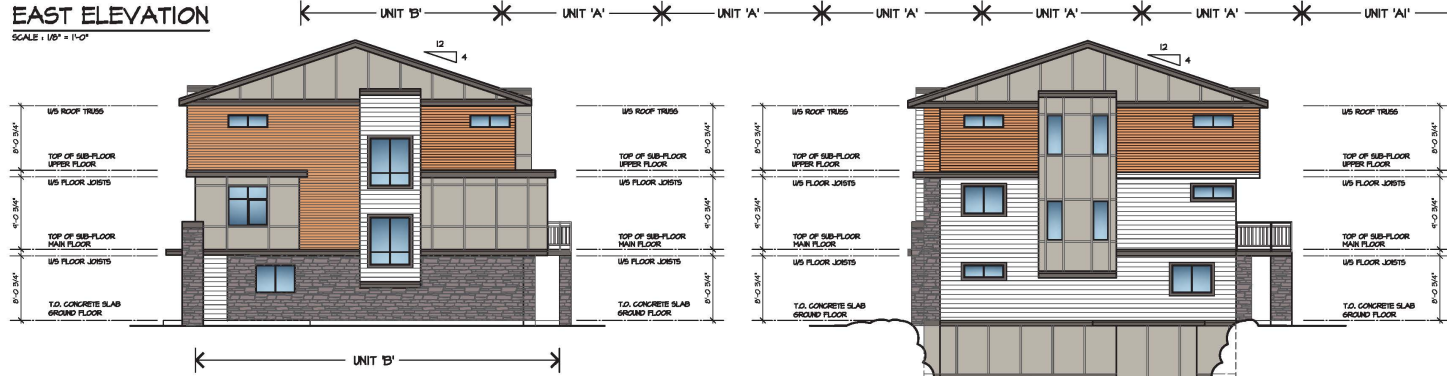 EAST ELEVATION
SCALE : 1/8" = 1'-0"
UNIT 'B'
UNIT 'A'
UNIT 'A'
UNIT 'A'
UNIT 'A'
UNIT 'A'
UNIT 'A1'
12
4
12
4
U/S ROOF TRUSS
U/S ROOF TRUSS
U/S ROOF TRUSS
U/S ROOF TRUSS
8'-0 3/4"
8'-0 3/4"
8'-0 3/4"
8'-0 3/4"
TOP OF SUB-FLOOR
UPPER FLOOR
TOP OF SUB-FLOOR
UPPER FLOOR
TOP OF SUB-FLOOR
UPPER FLOOR
TOP OF SUB-FLOOR
UPPER FLOOR
U/S FLOOR JOISTS
U/S FLOOR JOISTS
U/S FLOOR JOISTS
U/S FLOOR JOISTS
9'-0 3/4"
9'-0 3/4"
9'-0 3/4"
9'-0 3/4"
TOP OF SUB-FLOOR
MAIN FLOOR
TOP OF SUB-FLOOR
MAIN FLOOR
TOP OF SUB-FLOOR
MAIN FLOOR
TOP OF SUB-FLOOR
MAIN FLOOR
U/S FLOOR JOISTS
U/S FLOOR JOISTS
U/S FLOOR JOISTS
U/S FLOOR JOISTS
8'-0 3/4"
8'-0 3/4"
8'-0 3/4"
8'-0 3/4"
T.O. CONCRETE SLAB
GROUND FLOOR
T.O. CONCRETE SLAB
GROUND FLOOR
T.O. CONCRETE SLAB
GROUND FLOOR
T.O. CONCRETE SLAB
GROUND FLOOR
UNIT 'B'